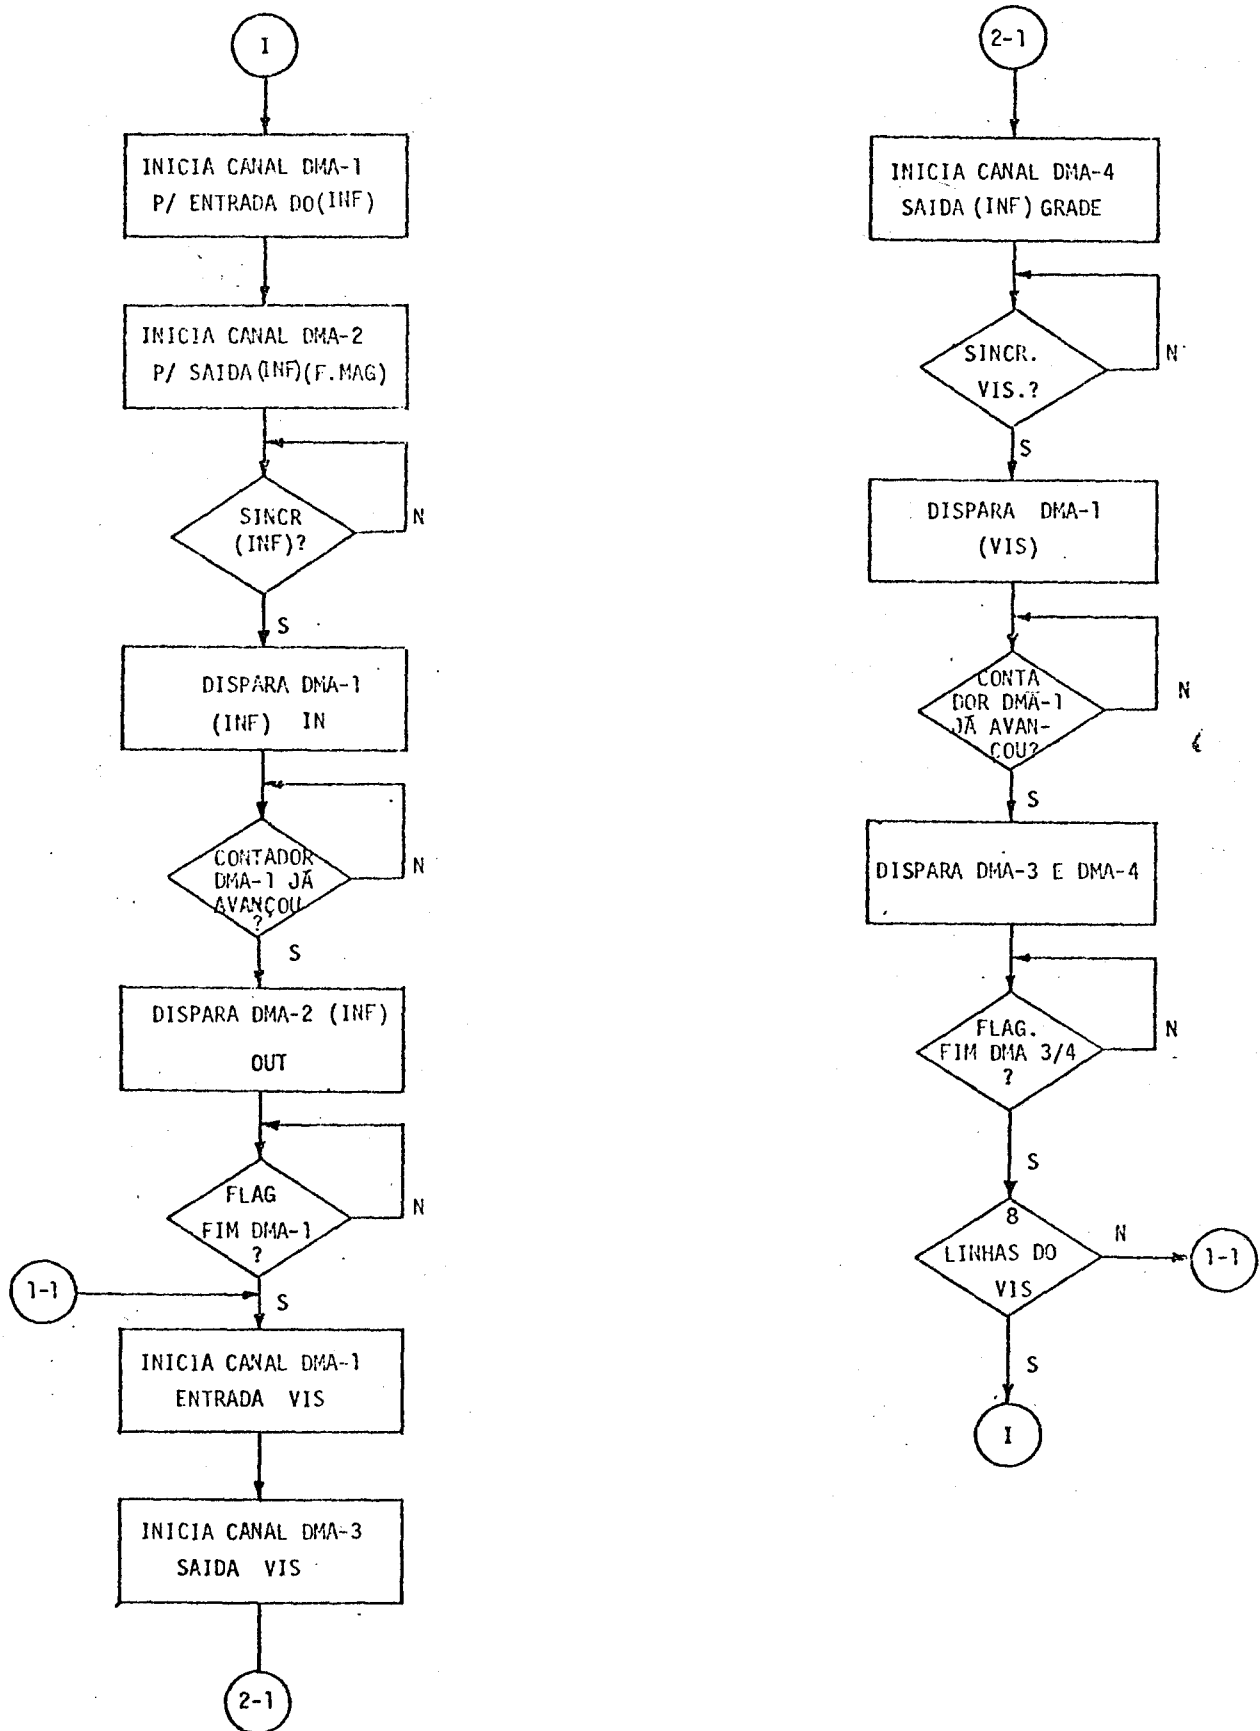 I
INICIA CANAL DMA-1
P/ ENTRADA DO(INF)
INICIA CANAL DMA-2
P/ SAIDA(INF)(F.MAG)
SINCR
(INF)?
N
S
DISPARA DMA-1
(INF) IN
CONTADOR
DMA-1 JÁ
AVANÇOU
?
N
S
DISPARA DMA-2 (INF)
OUT
FLAG
FIM DMA-1
?
N
1-1
S
INICIA CANAL DMA-1
ENTRADA VIS
INICIA CANAL DMA-3
SAIDA VIS
2-1
2-1
INICIA CANAL DMA-4
SAIDA (INF) GRADE
SINCR.
VIS.?
N
S
DISPARA DMA-1
(VIS)
CONTA
DOR DMA-1
JÁ AVAN-
ÇOU?
N
S
DISPARA DMA-3 E DMA-4
FLAG.
FIM DMA 3/4
?
N
S
8
LINHAS DO
VIS
N
1-1
S
I